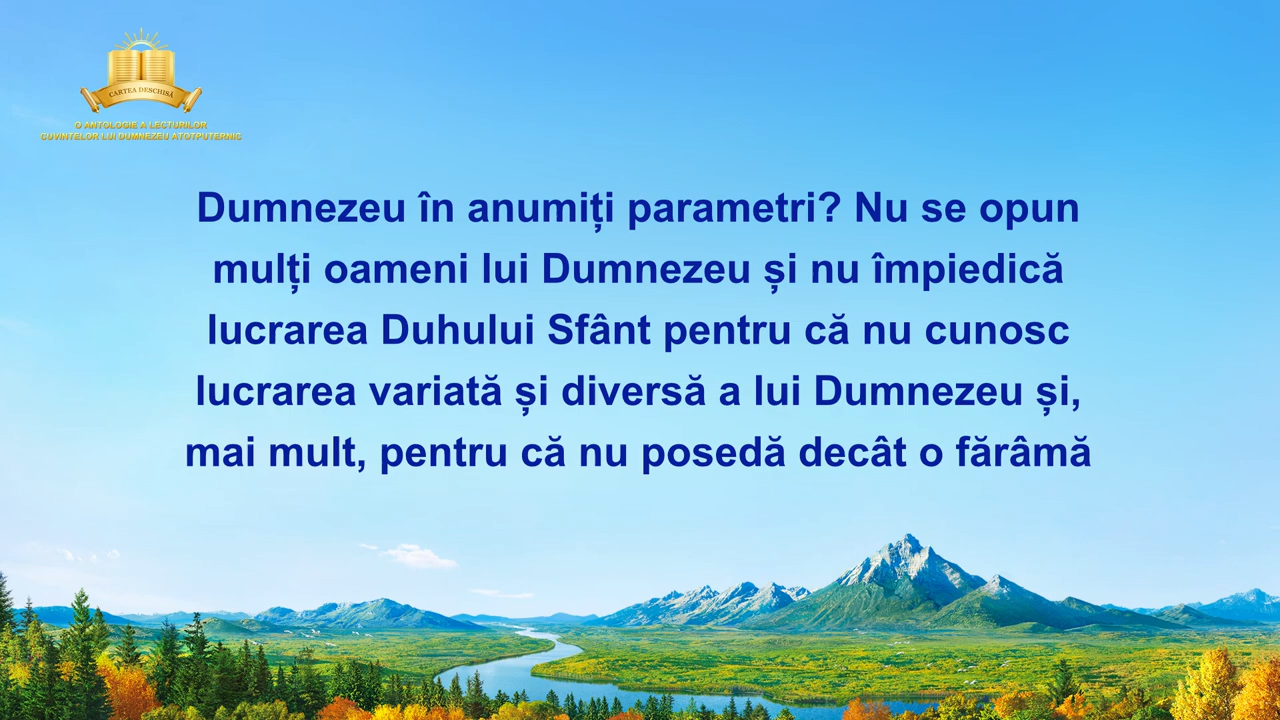 CARTEA DESCHISĂ
O ANTOLOGIE A LECTURILOR
CUVINTELOR LUI DUMNEZEU ATOTPUTERNIC
Dumnezeu în anumiți parametri? Nu se opun
mulți oameni lui Dumnezeu și nu împiedică
lucrarea Duhului Sfânt pentru că nu cunosc
lucrarea variată și diversă a lui Dumnezeu și,
mai mult, pentru că nu posedă decât o fărâmă